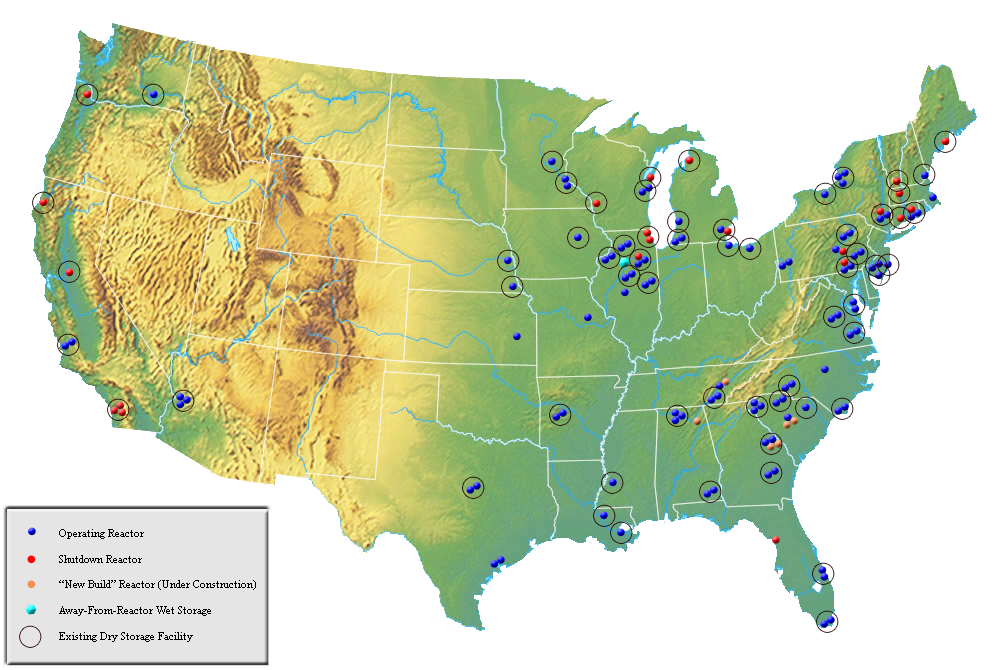 Operating Reactor
Shutdown Reactor
“New Build” Reactor (Under Construction)
Away-From-Reactor Wet Storage
Existing Dry Storage Facility